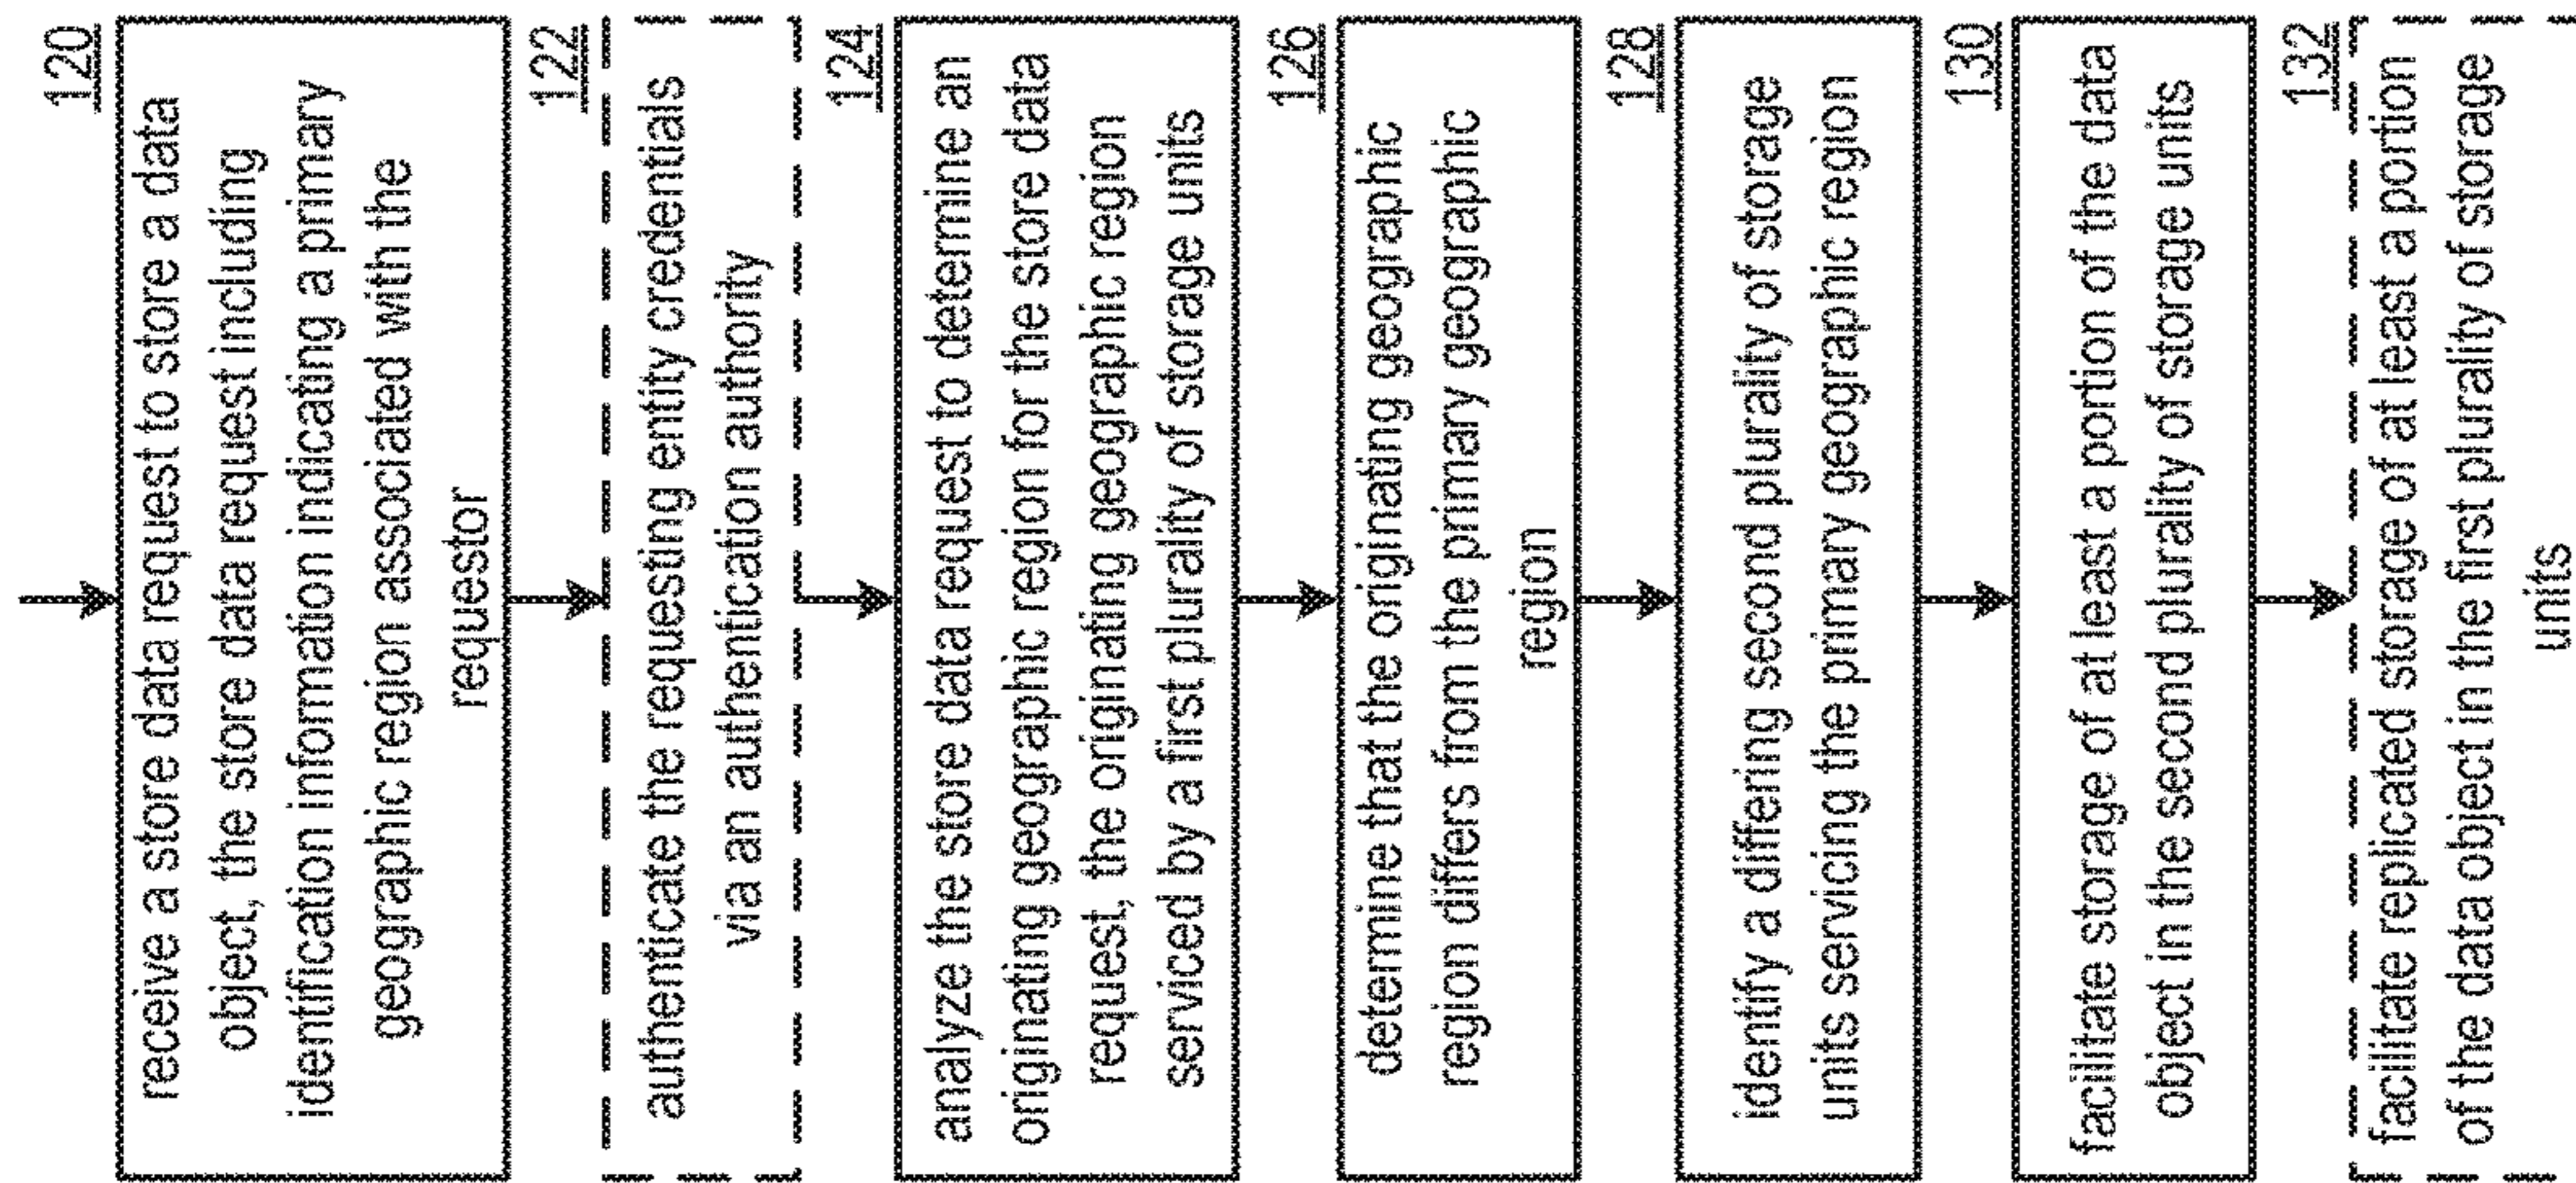 120
receive a store data request to store a data
object, the store data request including
identification information indicating a primary
geographic region associated with the
requestor
122
authenticate the requesting entity credentials
via an authentication authority
124
analyze the store data request to determine an
originating geographic region for the store data
request, the originating geographic region
serviced by a first plurality of storage units
126
determine that the originating geographic
region differs from the primary geographic
region
128
identify a differing second plurality of storage
units servicing the primary geographic region
130
facilitate storage of at least a portion of the data
object in the second plurality of storage units
132
facilitate replicated storage of at least a portion
of the data object in the first plurality of storage
units